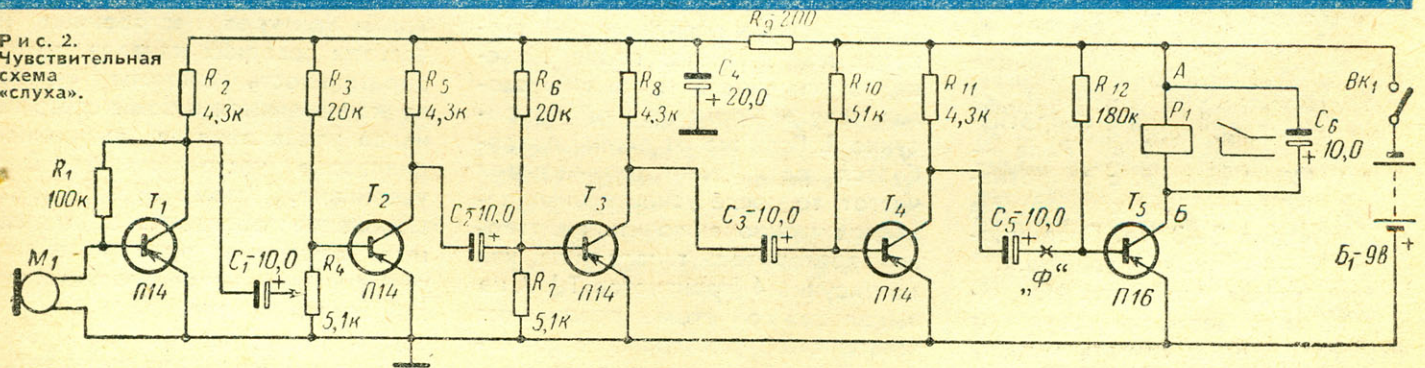 Рис. 2.
Чувствительная
схема
«слуха».
R2
4,3к
R3
20к
R5
4,3к
R6
20к
R8
4,3к
C4
+ 20,0
R9 200
R10
51к
R11
4,3к
R12
180к
А
P1
C6
+ 10,0
Вк1
R1
100к
T1
П14
M1
C1-10,0
+
R4
5,1к
T2
П14
C2-10,0
+
R7
5,1к
T3
П14
C3-10,0
+
T4
П14
C5-10,0
+
„Ф“
T5
П16
Б
Б1-9В
+